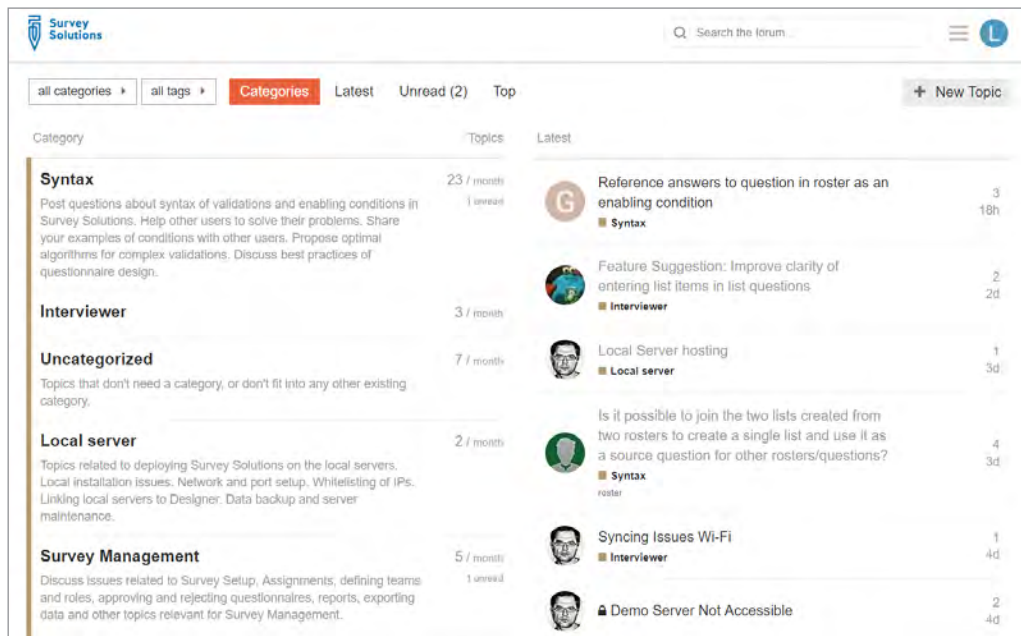 Survey
Solutions
Search the forum
L
all categories
all tags
Categories
Latest
Unread (2)
Top
+ New Topic
Category
Topics
Syntax
23 / month
1 unread
Post questions about syntax of validations and enabling conditions in
Survey Solutions. Help other users to solve their problems. Share
your examples of conditions with other users. Propose optimal
algorithms for complex validations. Discuss best practices of
questionnaire design.
Interviewer
3 / month
Uncategorized
7 / month
Topics that don't need a category, or don't fit into any other existing
category.
Local server
2 / month
Topics related to deploying Survey Solutions on the local servers.
Local installation issues. Network and port setup. Whitelisting of IPs.
Linking local servers to Designer. Data backup and server
maintenance.
Survey Management
5 / month
1 unread
Discuss issues related to Survey Setup, Assignments, defining teams
and roles, approving and rejecting questionnaires, reports, exporting
data and other topics relevant for Survey Management.
Latest
G
Reference answers to question in roster as an
enabling condition
Syntax
3
18h
Feature Suggestion: Improve clarity of
entering list items in list questions
Interviewer
2
2d
Local Server hosting
Local server
1
3d
Is it possible to join the two lists created from
two rosters to create a single list and use it as
a source question for other rosters/questions?
Syntax
roster
4
3d
Syncing Issues Wi-Fi
Interviewer
1
4d
Demo Server Not Accessible
2
4d